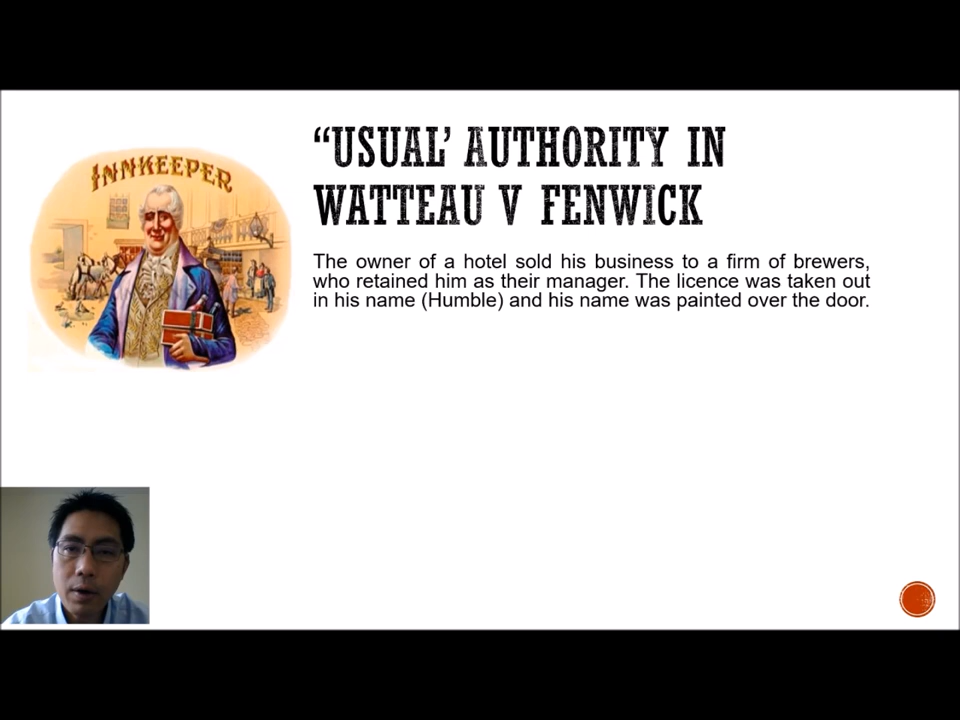 INNKEEPER
“USUAL’ AUTHORITY IN
WATTEAU V FENWICK
The owner of a hotel sold his business to a firm of brewers,
who retained him as their manager. The licence was taken out
in his name (Humble) and his name was painted over the door.